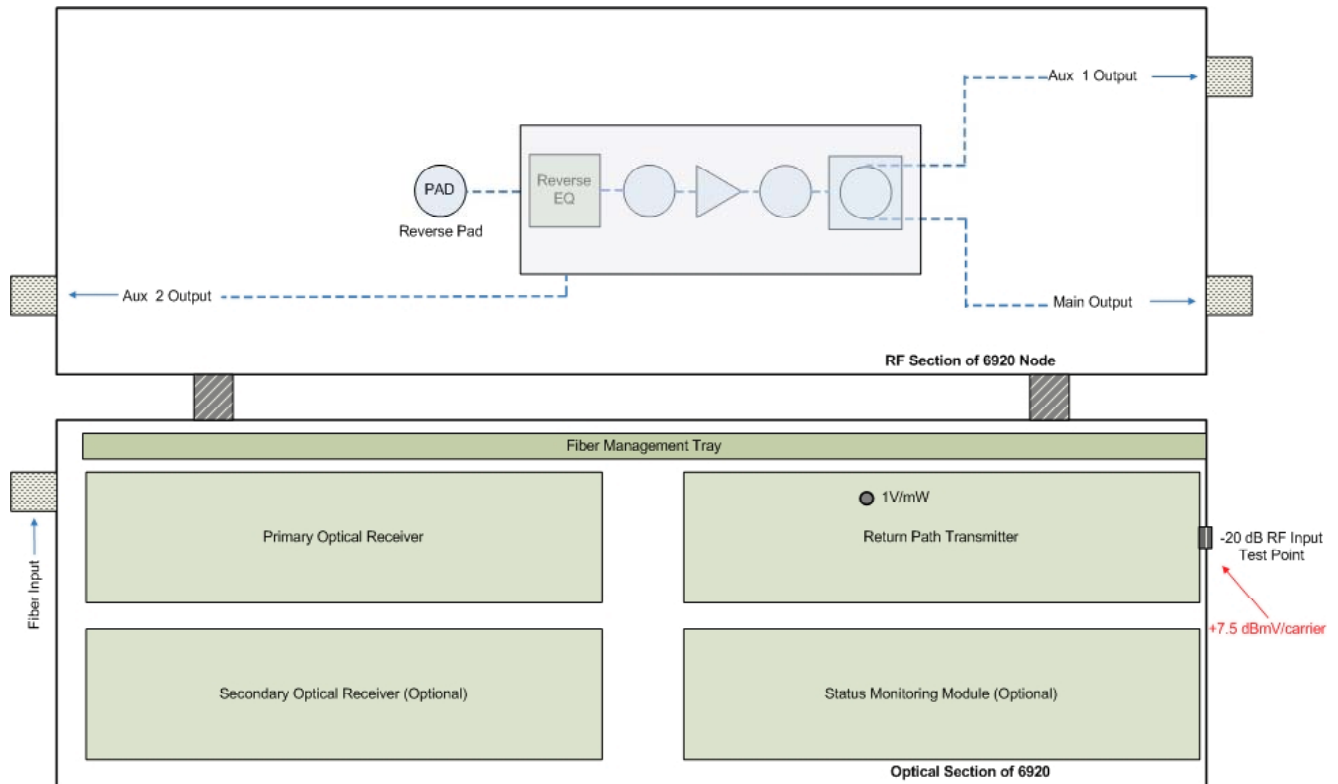 Aux 1 Output
Reverse
EQ
PAD
Reverse Pad
Aux 2 Output
Main Output
RF Section of 6920 Node
Fiber Management Tray
1V/mW
Primary Optical Receiver
Return Path Transmitter
-20 dB RF Input
Test Point
Fiber Input
+7.5 dBmV/carrier
Secondary Optical Receiver (Optional)
Status Monitoring Module (Optional)
Optical Section of 6920